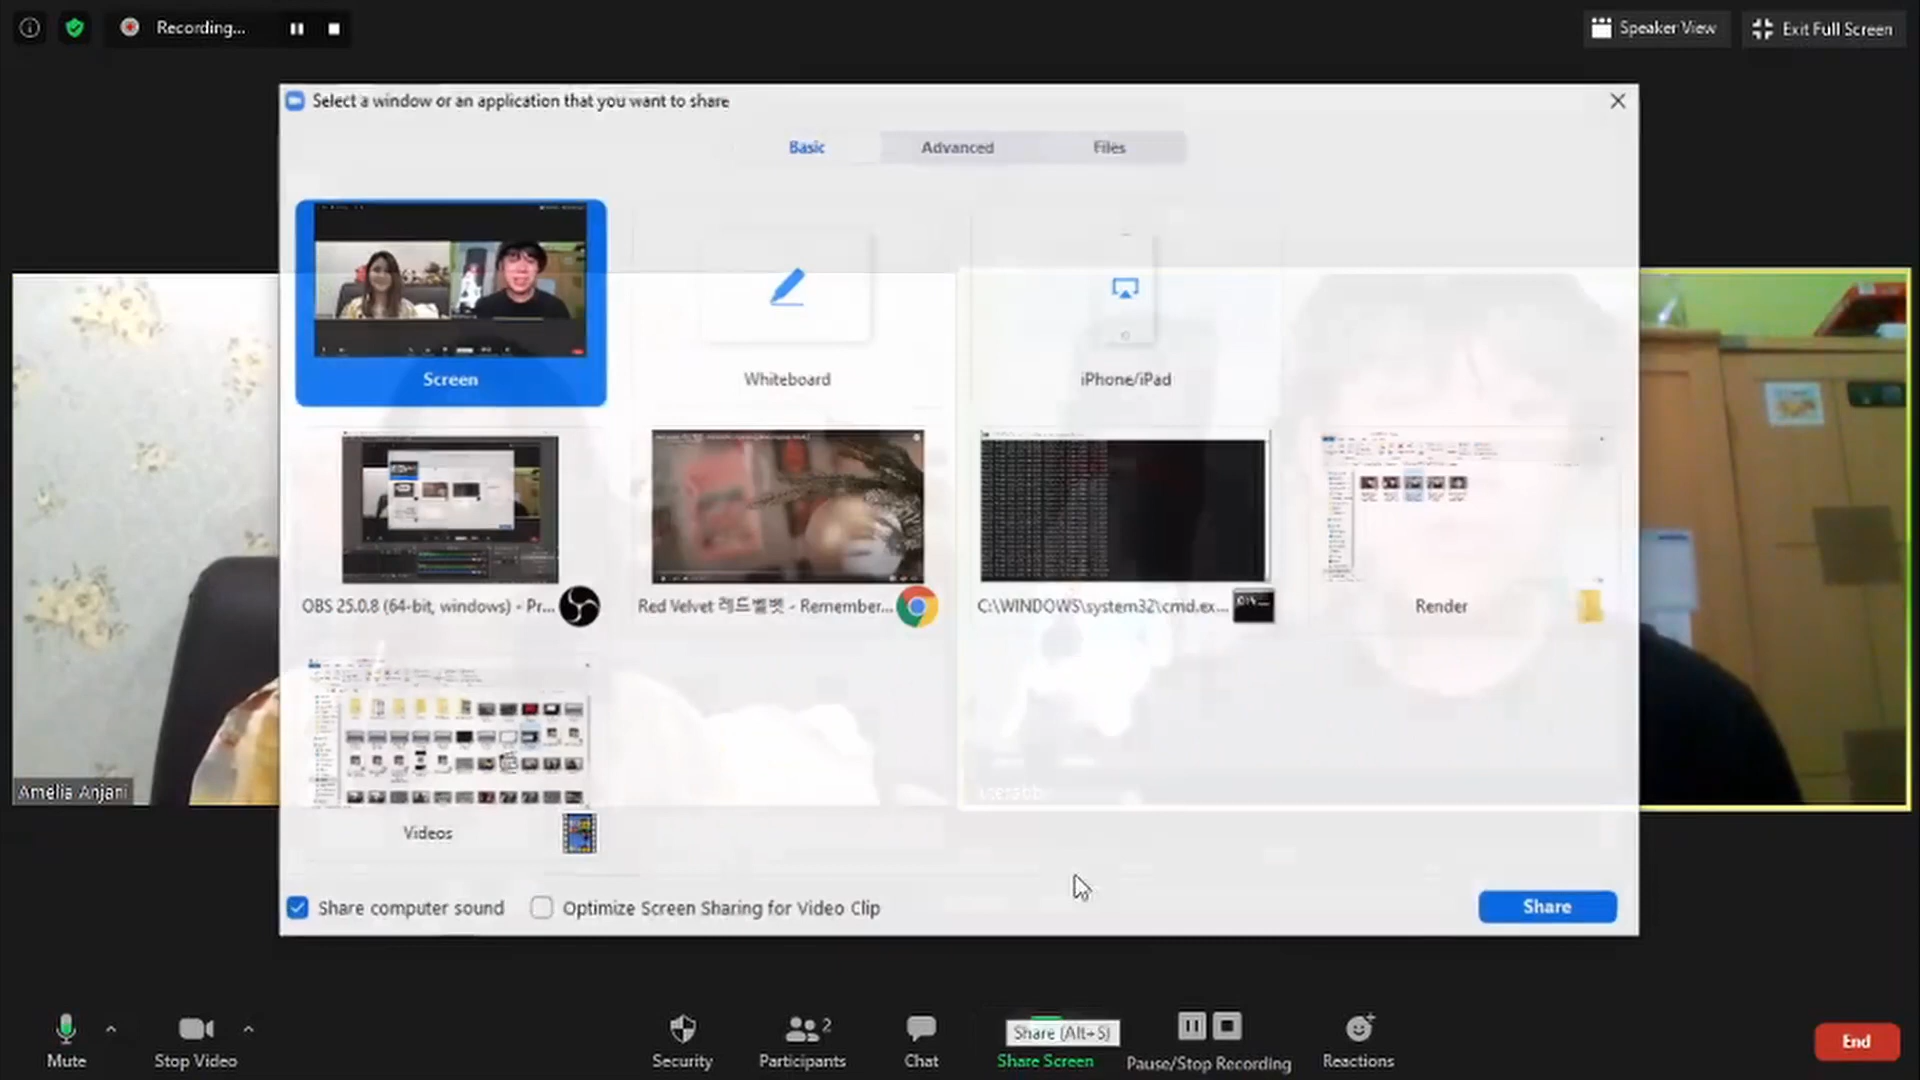 Recording...
Speaker View
Exit Full Screen
Select a window or an application that you want to share
Basic
Advanced
Files
Screen
Whiteboard
iPhone/iPad
OBS 25.0.8 (64-bit, windows) - Pr...
Red Velvet 레드벨벳 - Remember...
C:\WINDOWS\system32\cmd.ex...
Render
Amelia Anjani
Videos
Share computer sound
Optimize Screen Sharing for Video Clip
Share
Mute
Stop Video
Security
Participants
2
Chat
Share (Alt+S)
Share Screen
Pause/Stop Recording
Reactions
End